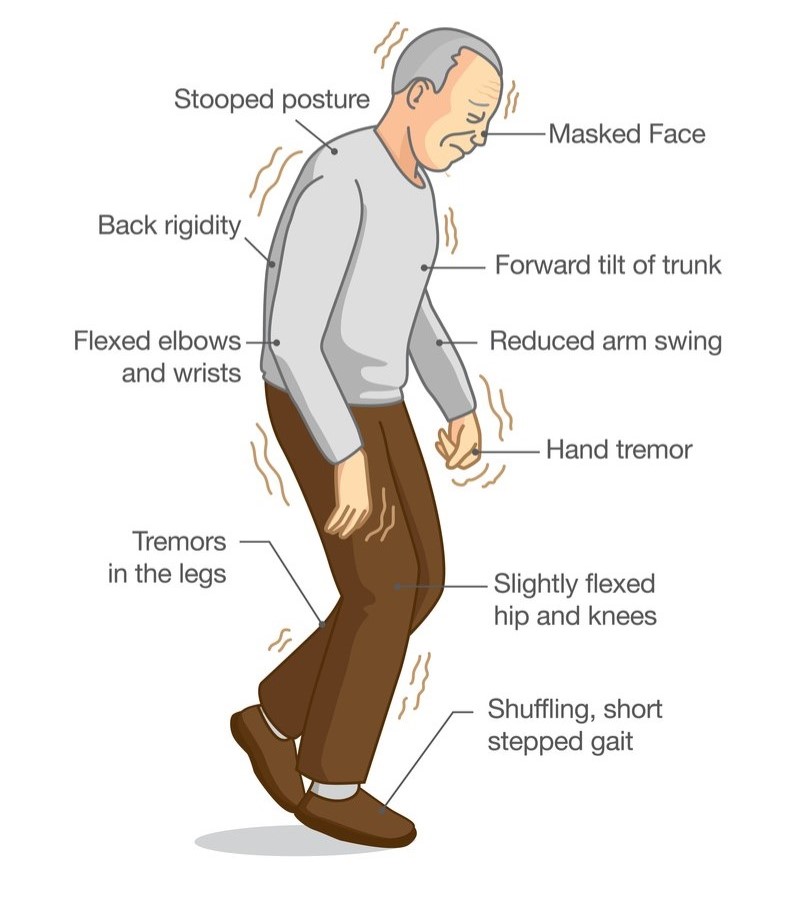 Stooped posture
Masked Face
Back rigidity
Forward tilt of trunk
Flexed elbows
and wrists
Reduced arm swing
Hand tremor
Tremors
in the legs
Slightly flexed
hip and knees
Shuffling, short
stepped gait